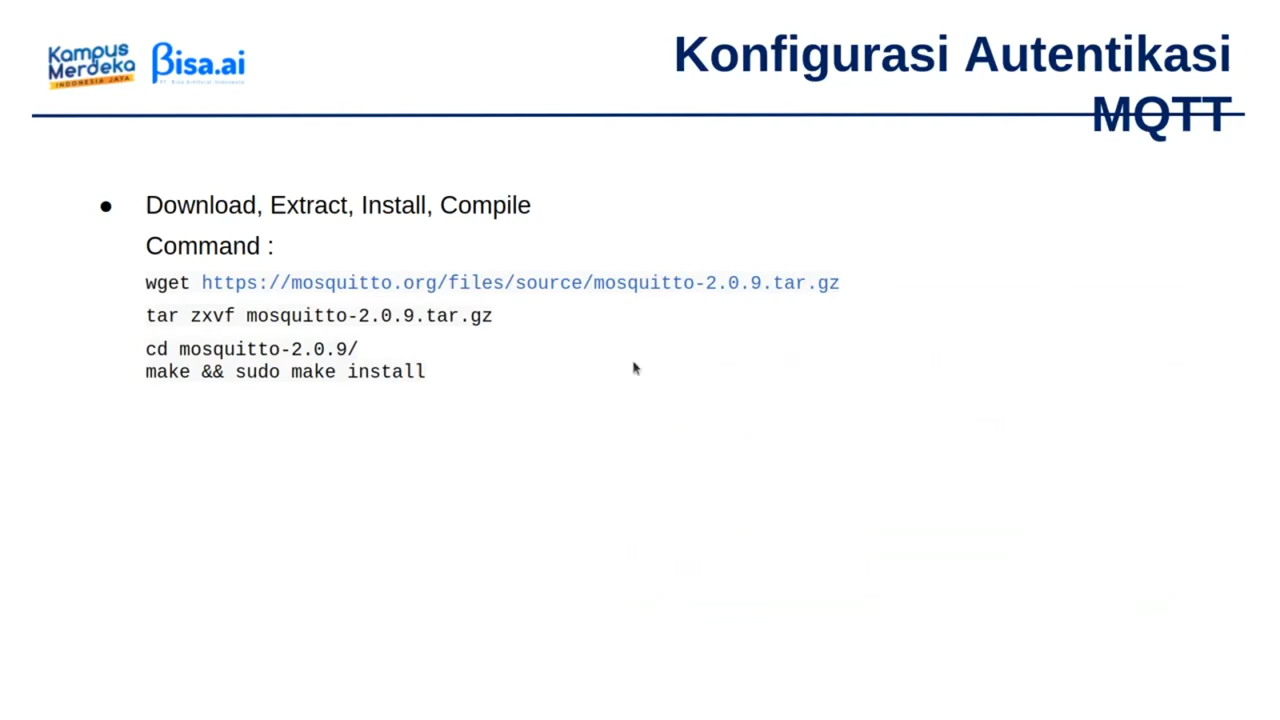 Kampus
Merdeka
INDONESIA JAYA
βisa.ai
Konfigurasi Autentikasi
MQTT
● Download, Extract, Install, Compile
Command :
wget https://mosquitto.org/files/source/mosquitto-2.0.9.tar.gz
tar zxvf mosquitto-2.0.9.tar.gz
cd mosquitto-2.0.9/
make && sudo make install